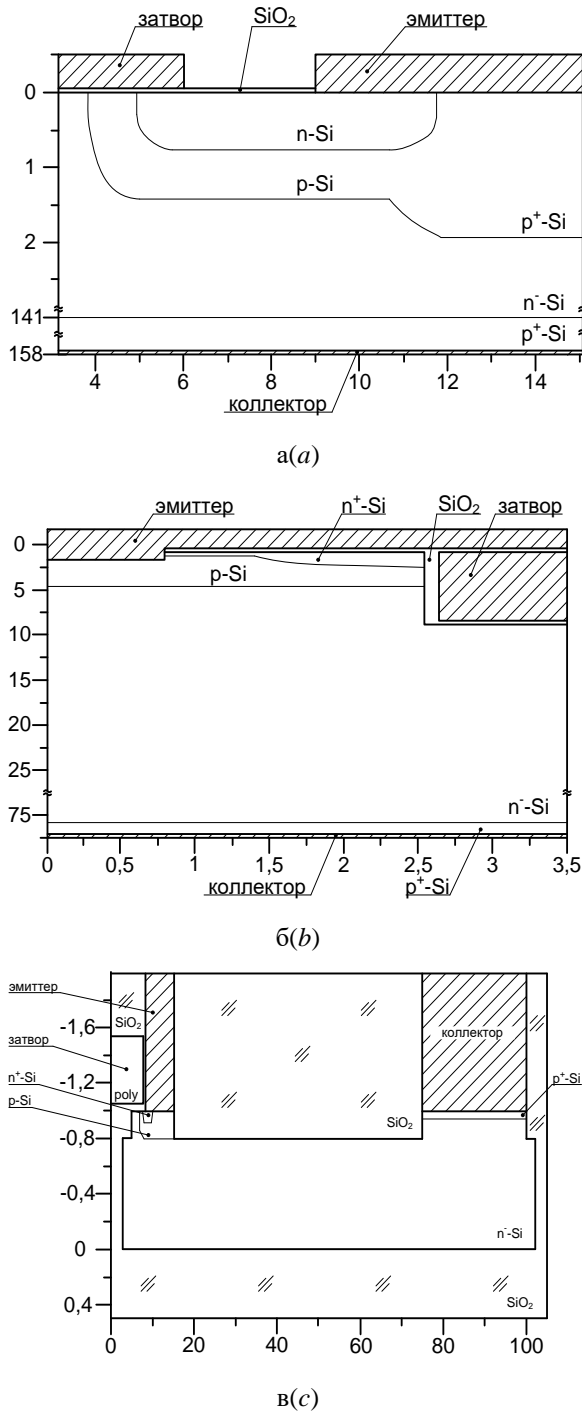 затвор SiO₂ эмиттер
0
n-Si
1
p-Si
p⁺-Si
2
n⁻-Si
141
p⁺-Si
158
4 6 8 10 12 14
коллектор
а(a)
эмиттер n⁺-Si SiO₂ затвор
0
p-Si
5
10
15
20
25
n⁻-Si
75
0 0,5 1 1,5 2 2,5 3 3,5
коллектор p⁺-Si
б(b)
эмиттер
SiO₂
-1,6
коллектор
затвор
p⁺-Si
n⁺-Si
-1,2
poly
p-Si
-0,8
SiO₂
-0,4
n⁻-Si
0
0,4
SiO₂
0 20 40 60 80 100
в(c)